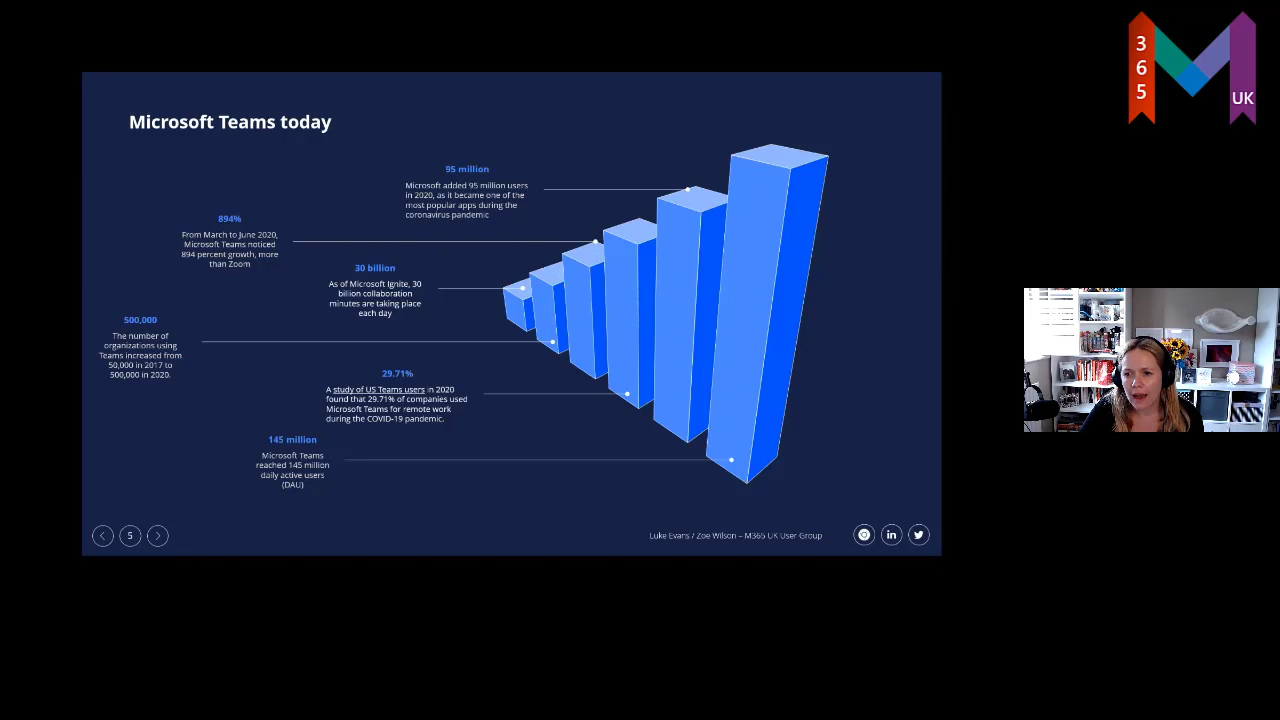 Microsoft Teams today
95 million
Microsoft added 95 million users
in 2020, as it became one of the
most popular apps during the
coronavirus pandemic
894%
From March to June 2020,
Microsoft Teams noticed
894 percent growth, more
than Zoom
30 billion
As of Microsoft Ignite, 30
billion collaboration
minutes are taking place
each day
500,000
The number of
organizations using
Teams increased from
50,000 in 2017 to
500,000 in 2020.
29.71%
A study of US Teams users in 2020
found that 29.71% of companies used
Microsoft Teams for remote work
during the COVID-19 pandemic.
145 million
Microsoft Teams
reached 145 million
daily active users
(DAU)
5
Luke Evans / Zoe Wilson – M365 UK User Group
in
3
6
5
UK